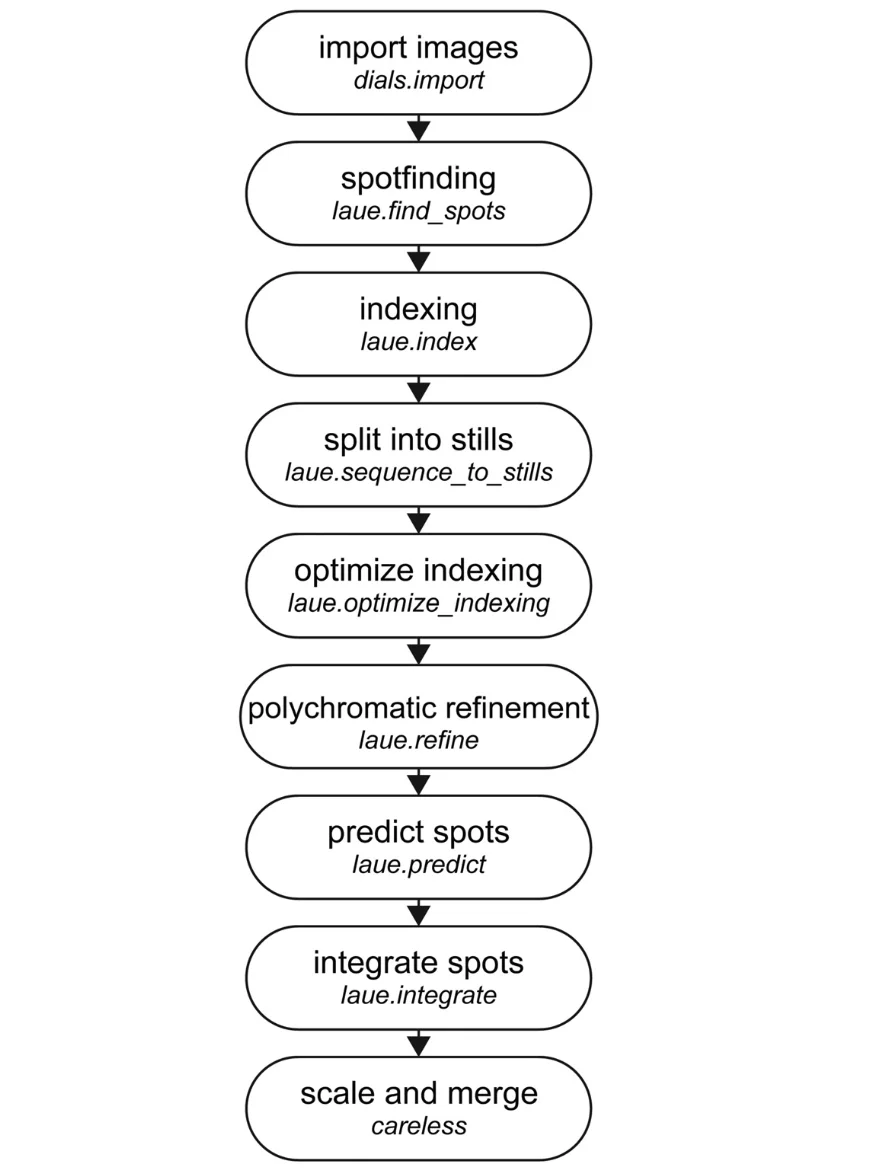 import images
dials.import
spotfinding
laue.find_spots
indexing
laue.index
split into stills
laue.sequence_to_stills
optimize indexing
laue.optimize_indexing
polychromatic refinement
laue.refine
predict spots
laue.predict
integrate spots
laue.integrate
scale and merge
careless